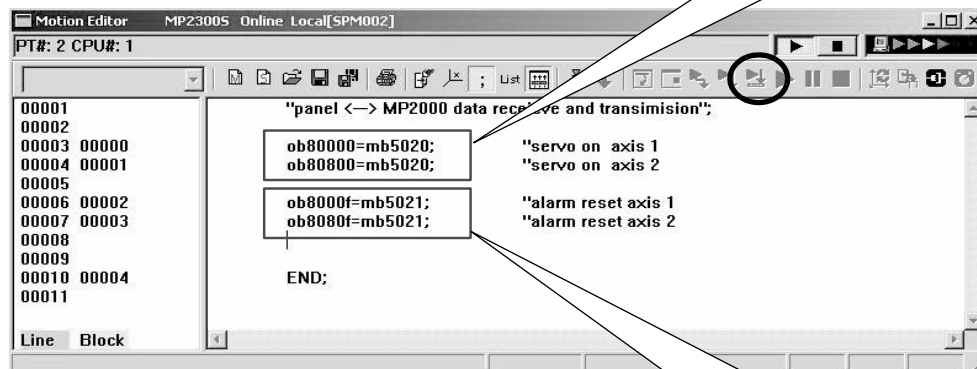 Motion Editor MP2300S Online Local[SPM002]
PT#: 2 CPU#: 1
; List
00001 "panel <—> MP2000 data receive and transimision";
00002
00003 00000 ob80000=mb5020; "servo on axis 1
00004 00001 ob80800=mb5020; "servo on axis 2
00005
00006 00002 ob8000f=mb5021; "alarm reset axis 1
00007 00003 ob8080f=mb5021; "alarm reset axis 2
00008
00009
00010 00004 END;
00011
Line Block